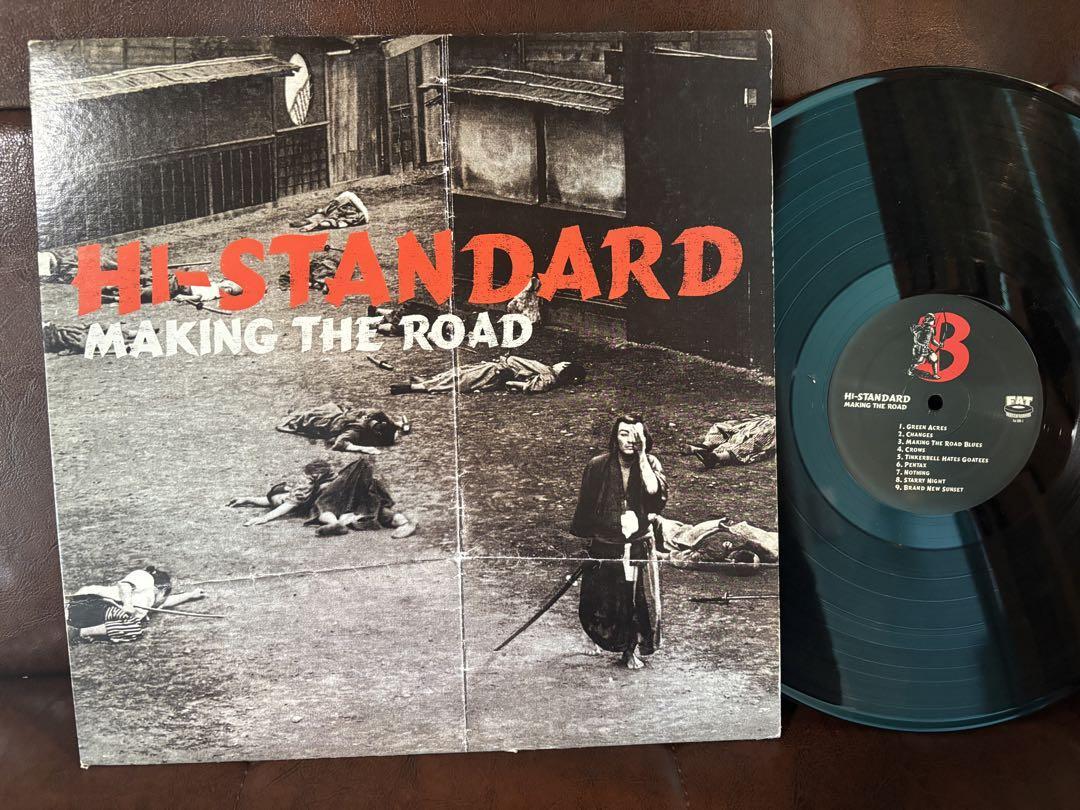 HI-STANDARD
MAKING THE ROAD
B
HI-STANDARD
MAKING THE ROAD
FAT
1. GREEN ACRES
2. CHANGES
3. MAKING THE ROAD BLUES
4. CROWS
5. TINKERBELL HATES GOATEES
6. PENTAX
7. NOTHING
8. STARRY NIGHT
9. BRAND NEW SUNSET